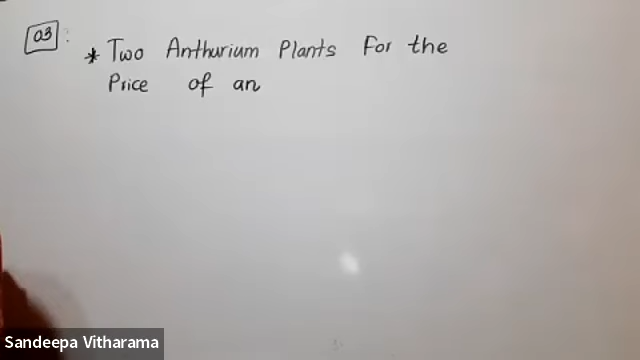 03 :
* Two Anthurium Plants For the
Price of an
Sandeepa Vitharama